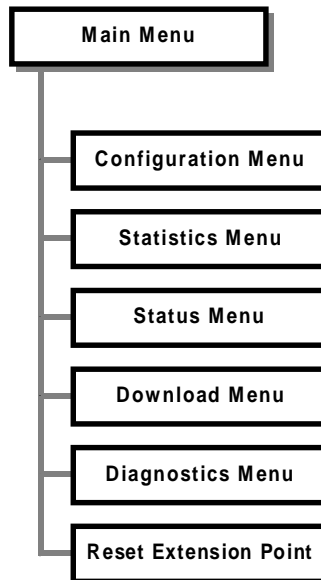 Main Menu
Configuration Menu
Statistics Menu
Status Menu
Download Menu
Diagnostics Menu
Reset Extension Point